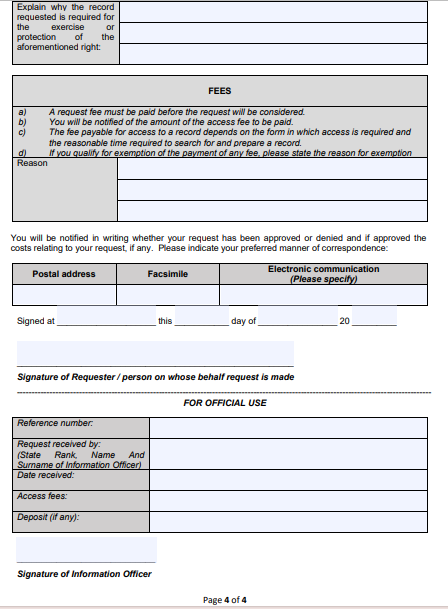 Explain why the record
requested is required for
the exercise or
protection of the
aforementioned right:
FEES
a) A request fee must be paid before the request will be considered.
b) You will be notified of the amount of the access fee to be paid.
c) The fee payable for access to a record depends on the form in which access is required and
the reasonable time required to search for and prepare a record.
d) If you qualify for exemption of the payment of any fee, please state the reason for exemption
Reason
You will be notified in writing whether your request has been approved or denied and if approved the
costs relating to your request, if any. Please indicate your preferred manner of correspondence:
Postal address Facsimile Electronic communication
(Please specify)
Signed at this day of 20
Signature of Requester / person on whose behalf request is made
FOR OFFICIAL USE
Reference number:
Request received by:
(State Rank, Name And
Surname of Information Officer)
Date received:
Access fees:
Deposit (if any):
Signature of Information Officer
Page 4 of 4